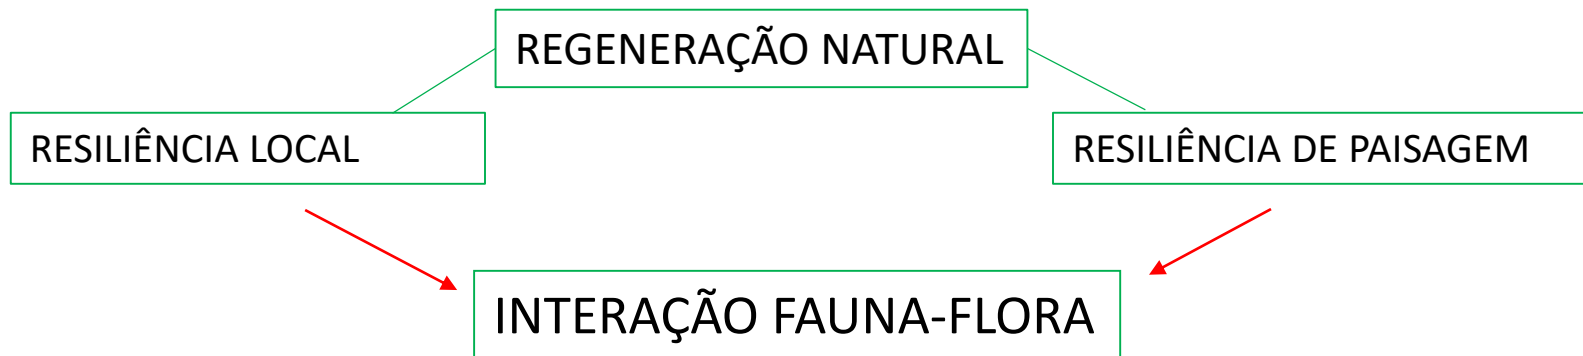 REGENERAÇÃO NATURAL
RESILIÊNCIA LOCAL
RESILIÊNCIA DE PAISAGEM
INTERAÇÃO FAUNA-FLORA